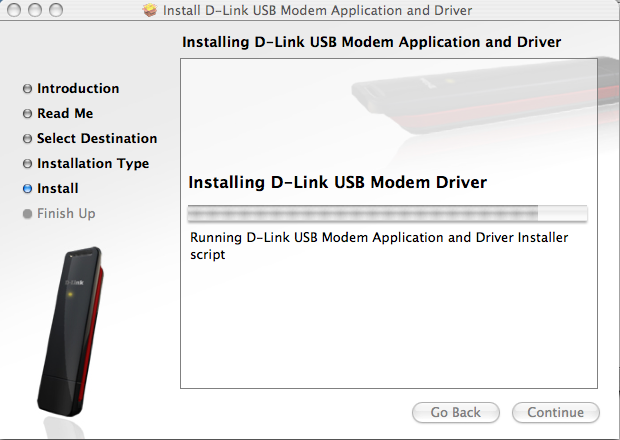 Install D-Link USB Modem Application and Driver
Installing D-Link USB Modem Application and Driver
Introduction
Read Me
Select Destination
Installation Type
Install
Finish Up
Installing D-Link USB Modem Driver
Running D-Link USB Modem Application and Driver Installer
script
D-Link
Go Back
Continue